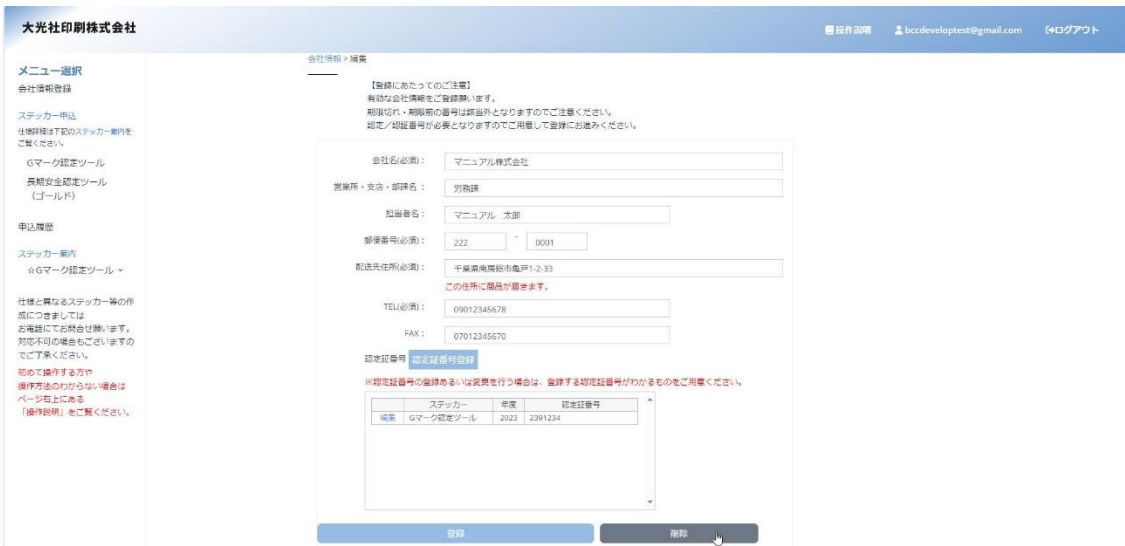 大光社印刷株式会社
操作説明 bccdeveloptest@gmail.com ログアウト
メニュー選択
会社情報登録
ステッカー申込
仕様詳細は下記のステッカー案内を
ご覧ください。
Gマーク認定ツール
長期安全認定ツール
（ゴールド）
申込履歴
ステッカー案内
☆Gマーク認定ツール
仕様と異なるステッカー等の作
成につきましては
お電話にてお問合せ願います。
対応不可の場合もございますの
でご了承ください。
初めて操作する方や
操作方法のわからない場合は
ページ右上にある
「操作説明」をご覧ください。
会社情報 > 編集
【登録にあたってのご注意】
有効な会社情報をご登録願います。
期限切れ・期限前の番号は該当外となりますのでご注意ください。
認定／認証番号が必要となりますのでご用意して登録にお進みください。
会社名(必須)： マニュアル株式会社
営業所・支店・部課名： 労務課
担当者名： マニュアル　太郎
郵便番号(必須)： 222 - 0001
配送先住所(必須)： 千葉県南房総市亀戸1-2-33
この住所に商品が届きます。
TEL(必須)： 09012345678
FAX： 07012345670
認定証番号 認定証番号登録
※認定証番号の登録あるいは変更を行う場合は、登録する認定証番号がわかるものをご用意ください。
ステッカー 年度 認定証番号
編集 Gマーク認定ツール 2023 2391234
登録 削除